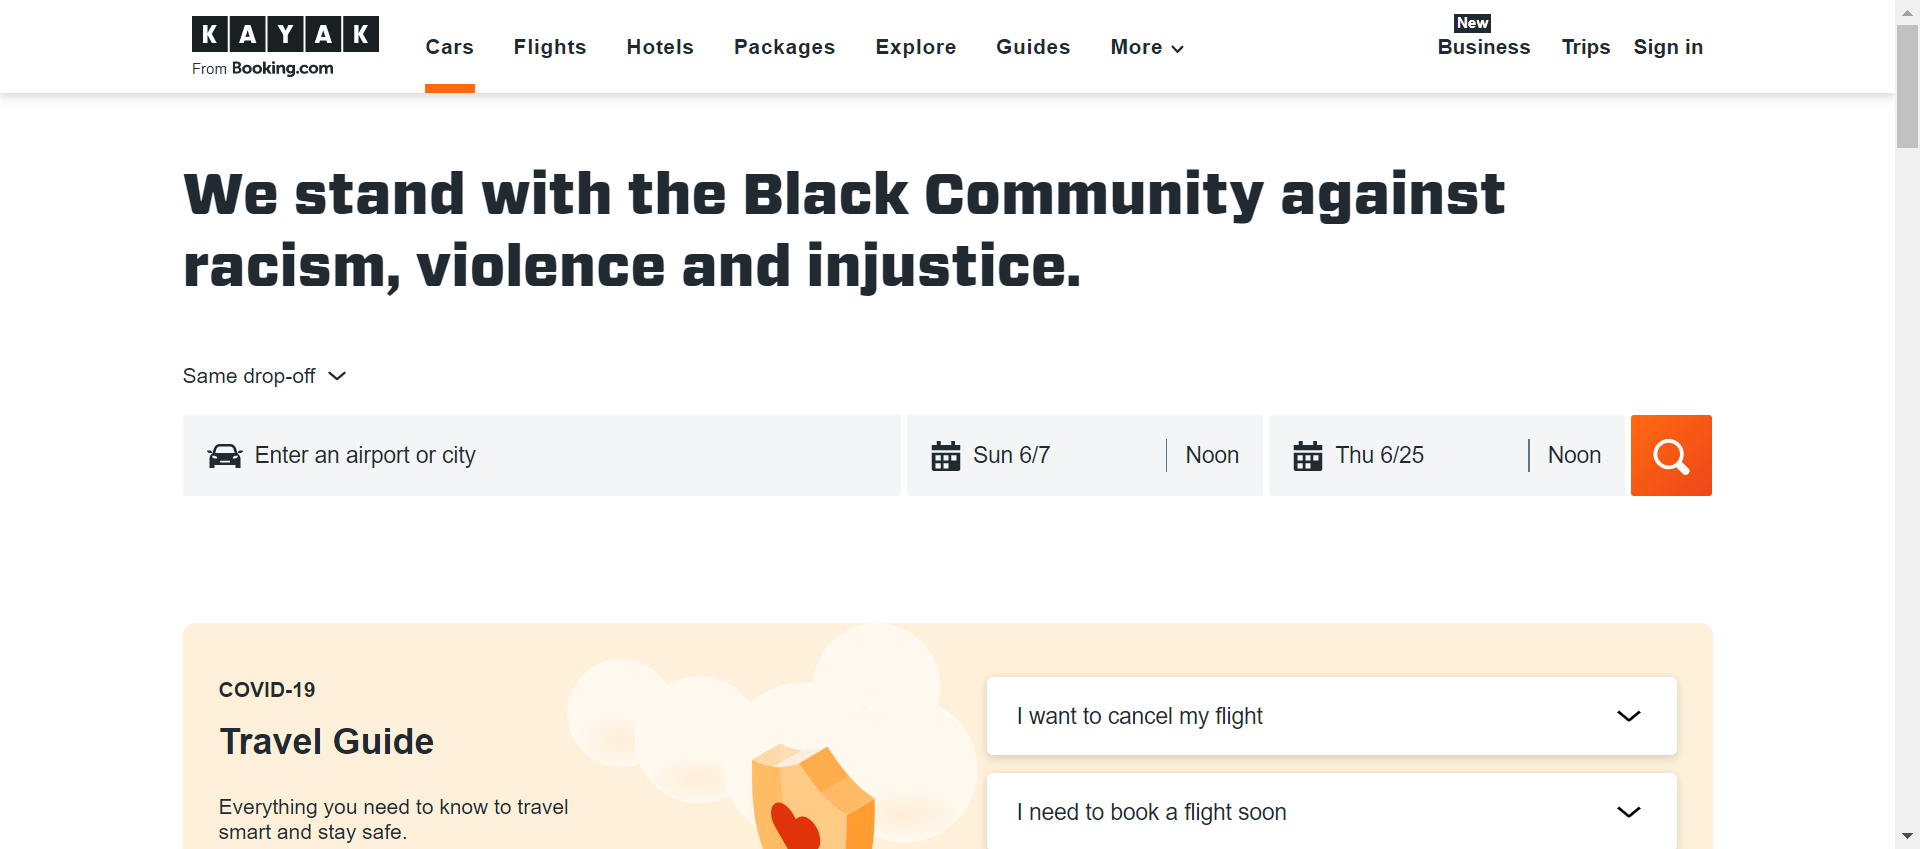 KAYAK
From Booking.com
Cars Flights Hotels Packages Explore Guides More
New
Business Trips Sign in
We stand with the Black Community against
racism, violence and injustice.
Same drop-off
Enter an airport or city Sun 6/7 Noon Thu 6/25 Noon
COVID-19
Travel Guide
Everything you need to know to travel
smart and stay safe.
I want to cancel my flight
I need to book a flight soon